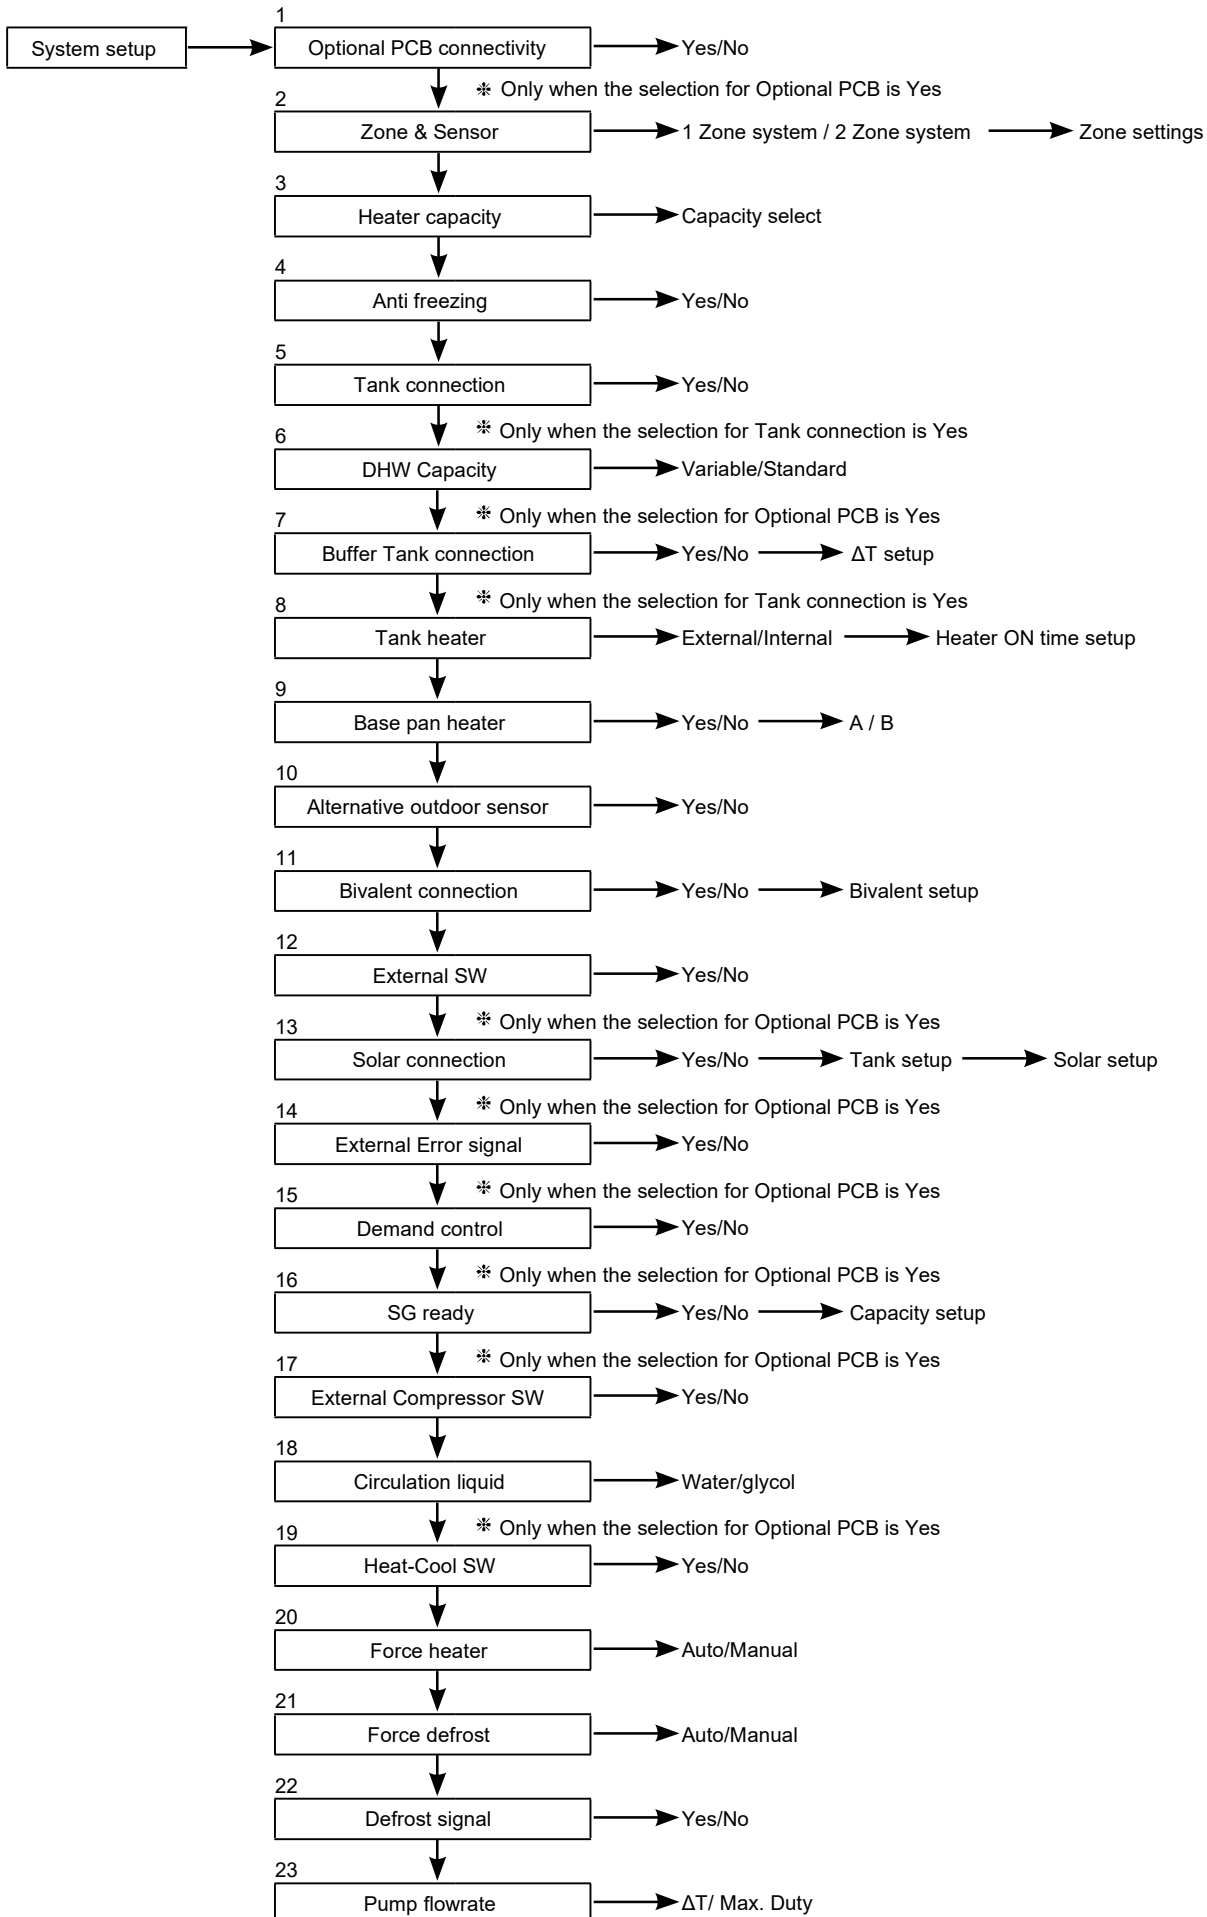 1
System setup
Optional PCB connectivity
Yes/No
❉ Only when the selection for Optional PCB is Yes
2
Zone & Sensor
1 Zone system / 2 Zone system
Zone settings
3
Heater capacity
Capacity select
4
Anti freezing
Yes/No
5
Tank connection
Yes/No
❉ Only when the selection for Tank connection is Yes
6
DHW Capacity
Variable/Standard
❉ Only when the selection for Optional PCB is Yes
7
Buffer Tank connection
Yes/No
ΔT setup
❉ Only when the selection for Tank connection is Yes
8
Tank heater
External/Internal
Heater ON time setup
9
Base pan heater
Yes/No
A / B
10
Alternative outdoor sensor
Yes/No
11
Bivalent connection
Yes/No
Bivalent setup
12
External SW
Yes/No
❉ Only when the selection for Optional PCB is Yes
13
Solar connection
Yes/No
Tank setup
Solar setup
❉ Only when the selection for Optional PCB is Yes
14
External Error signal
Yes/No
❉ Only when the selection for Optional PCB is Yes
15
Demand control
Yes/No
❉ Only when the selection for Optional PCB is Yes
16
SG ready
Yes/No
Capacity setup
❉ Only when the selection for Optional PCB is Yes
17
External Compressor SW
Yes/No
18
Circulation liquid
Water/glycol
❉ Only when the selection for Optional PCB is Yes
19
Heat-Cool SW
Yes/No
20
Force heater
Auto/Manual
21
Force defrost
Auto/Manual
22
Defrost signal
Yes/No
23
Pump flowrate
ΔT/ Max. Duty